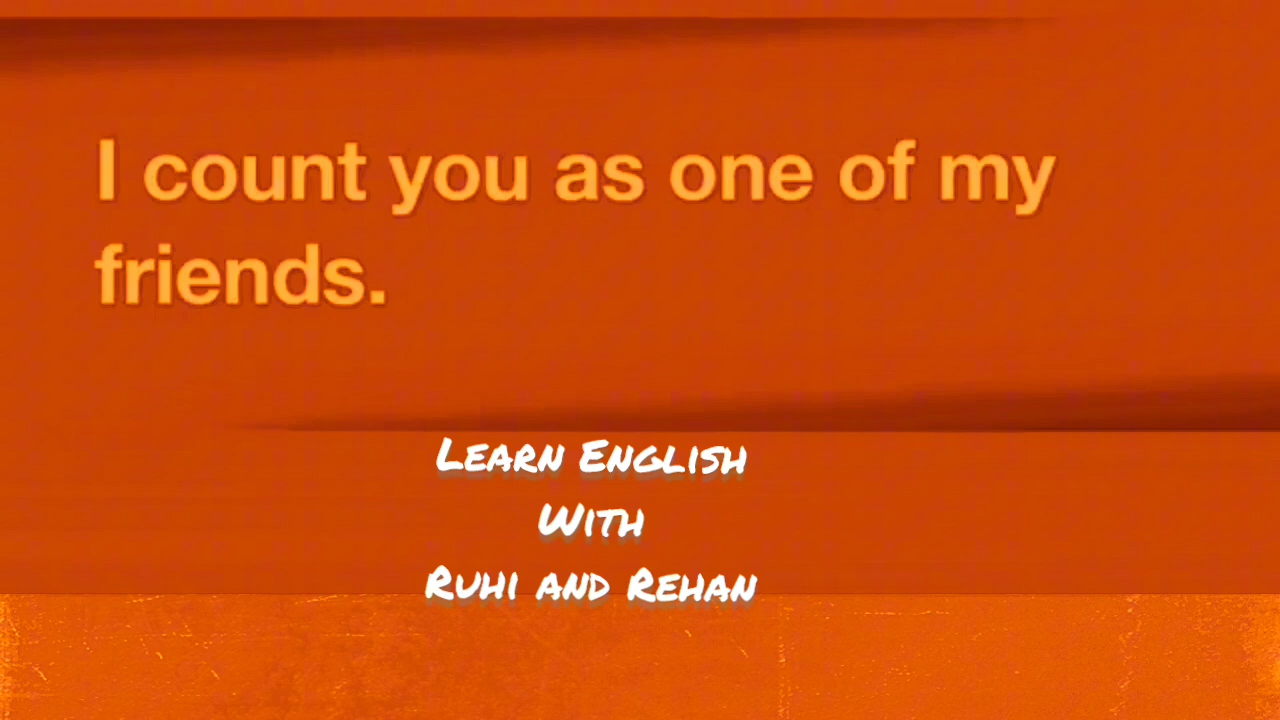 I count you as one of my
friends.
Learn English
With
Ruhi and Rehan